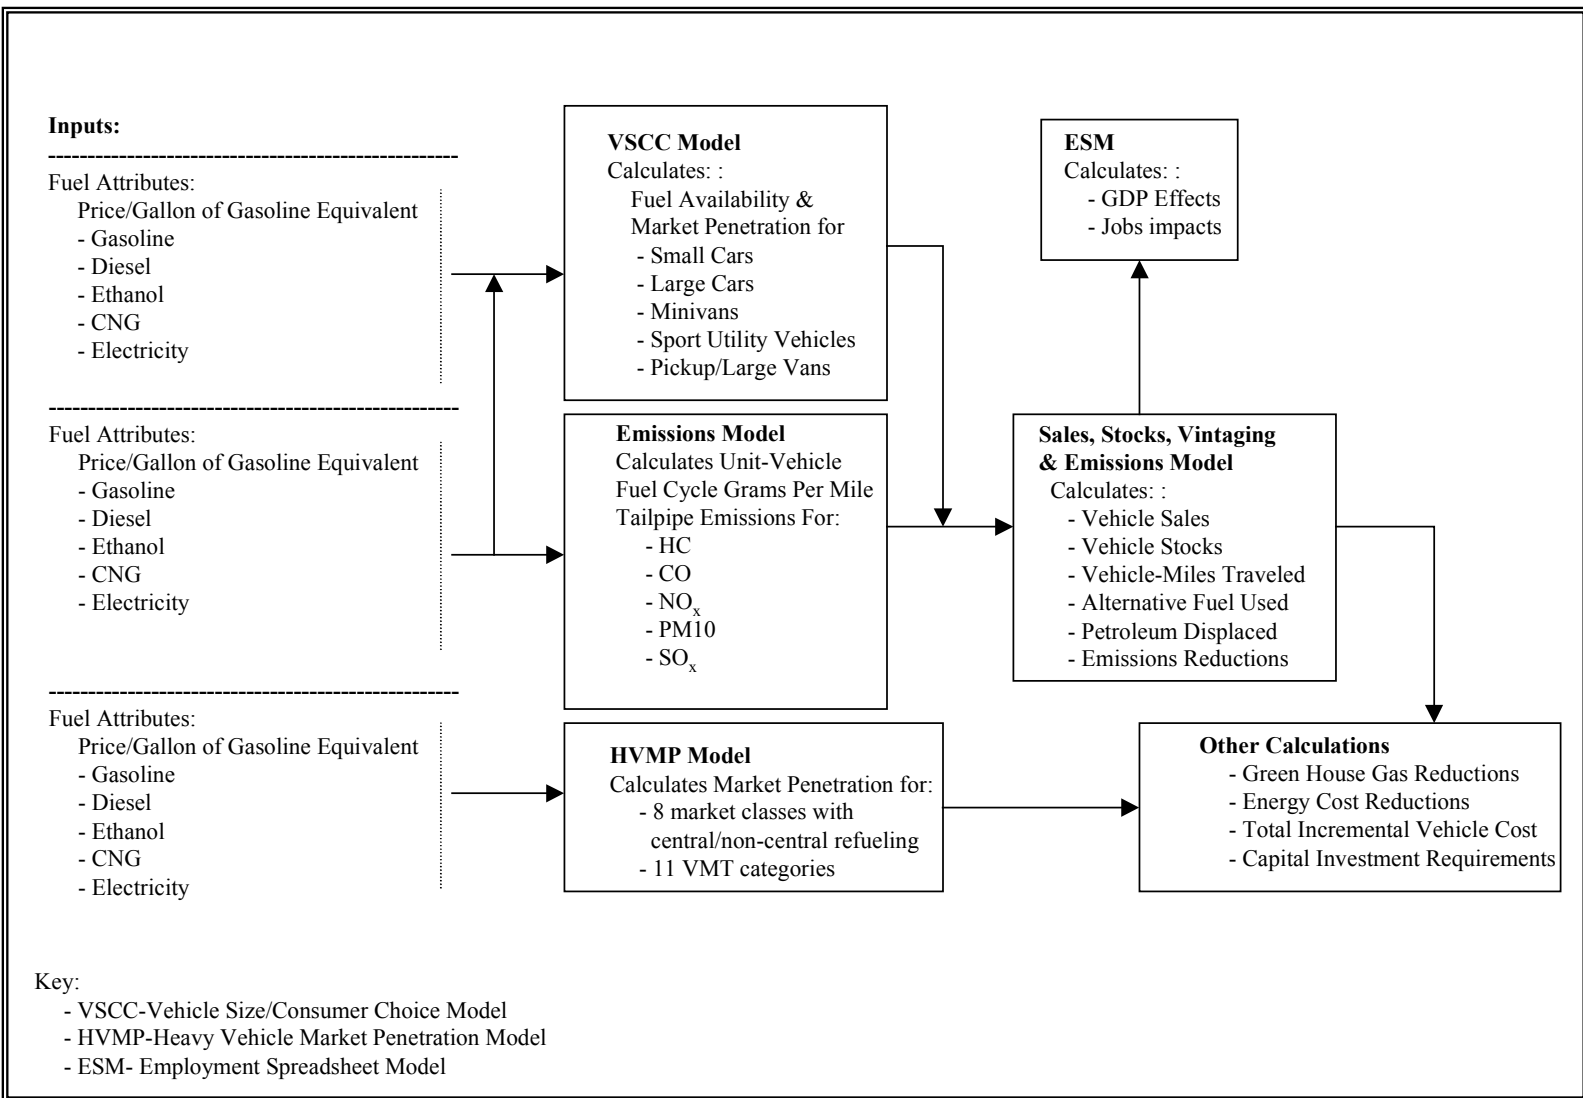 Inputs:
Fuel Attributes:
Price/Gallon of Gasoline Equivalent
- Gasoline
- Diesel
- Ethanol
- CNG
- Electricity
Fuel Attributes:
Price/Gallon of Gasoline Equivalent
- Gasoline
- Diesel
- Ethanol
- CNG
- Electricity
Fuel Attributes:
Price/Gallon of Gasoline Equivalent
- Gasoline
- Diesel
- Ethanol
- CNG
- Electricity
VSCC Model
Calculates: :
Fuel Availability &
Market Penetration for
- Small Cars
- Large Cars
- Minivans
- Sport Utility Vehicles
- Pickup/Large Vans
Emissions Model
Calculates Unit-Vehicle
Fuel Cycle Grams Per Mile
Tailpipe Emissions For:
- HC
- CO
- NOx
- PM10
- SOx
HVMP Model
Calculates Market Penetration for:
- 8 market classes with
central/non-central refueling
- 11 VMT categories
ESM
Calculates: :
- GDP Effects
- Jobs impacts
Sales, Stocks, Vintaging
& Emissions Model
Calculates: :
- Vehicle Sales
- Vehicle Stocks
- Vehicle-Miles Traveled
- Alternative Fuel Used
- Petroleum Displaced
- Emissions Reductions
Other Calculations
- Green House Gas Reductions
- Energy Cost Reductions
- Total Incremental Vehicle Cost
- Capital Investment Requirements
Key:
- VSCC-Vehicle Size/Consumer Choice Model
- HVMP-Heavy Vehicle Market Penetration Model
- ESM- Employment Spreadsheet Model